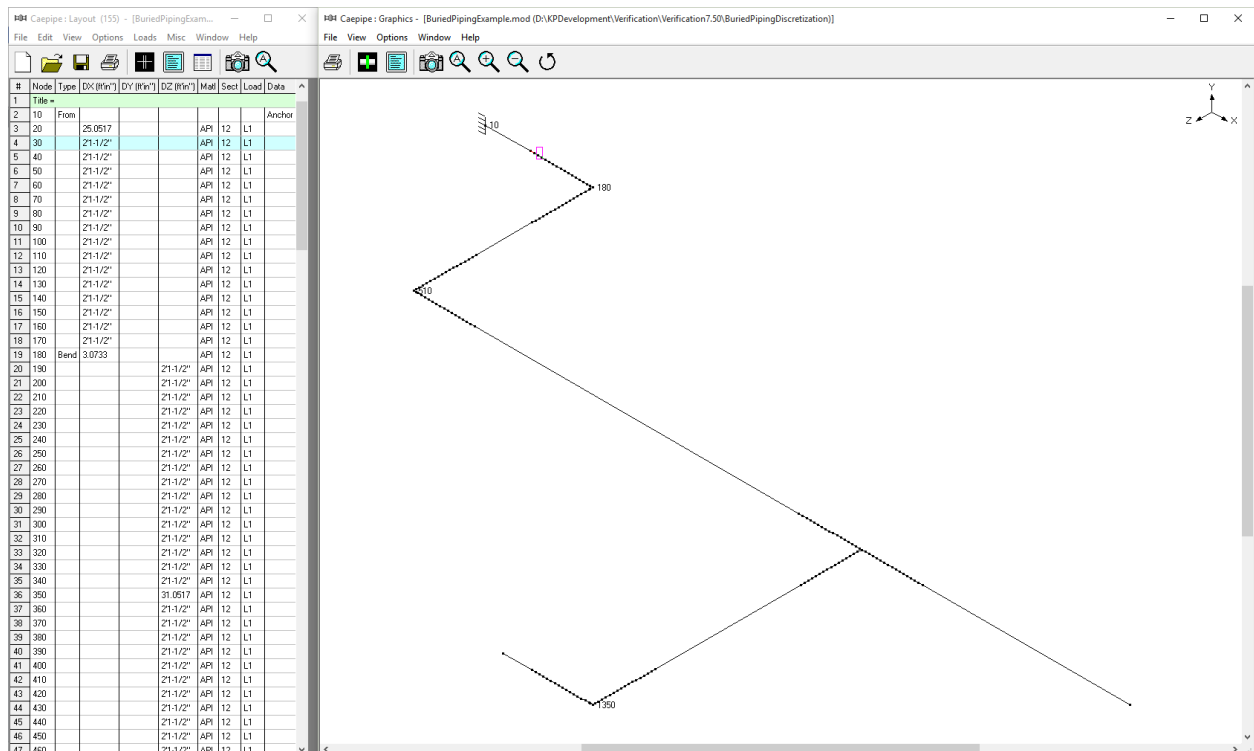 Caepipe : Layout (155) - [BuriedPipingExam...
File Edit View Options Loads Misc Window Help
# Node Type DX (ft'in") DY (ft'in") DZ (ft'in") Matl Sect Load Data
1 Title =
2 10 From Anchor
3 20 25.0517 API 12 L1
4 30 2'1-1/2" API 12 L1
5 40 2'1-1/2" API 12 L1
6 50 2'1-1/2" API 12 L1
7 60 2'1-1/2" API 12 L1
8 70 2'1-1/2" API 12 L1
9 80 2'1-1/2" API 12 L1
10 90 2'1-1/2" API 12 L1
11 100 2'1-1/2" API 12 L1
12 110 2'1-1/2" API 12 L1
13 120 2'1-1/2" API 12 L1
14 130 2'1-1/2" API 12 L1
15 140 2'1-1/2" API 12 L1
16 150 2'1-1/2" API 12 L1
17 160 2'1-1/2" API 12 L1
18 170 2'1-1/2" API 12 L1
19 180 Bend 3.0733 API 12 L1
20 190 2'1-1/2" API 12 L1
21 200 2'1-1/2" API 12 L1
22 210 2'1-1/2" API 12 L1
23 220 2'1-1/2" API 12 L1
24 230 2'1-1/2" API 12 L1
25 240 2'1-1/2" API 12 L1
26 250 2'1-1/2" API 12 L1
27 260 2'1-1/2" API 12 L1
28 270 2'1-1/2" API 12 L1
29 280 2'1-1/2" API 12 L1
30 290 2'1-1/2" API 12 L1
31 300 2'1-1/2" API 12 L1
32 310 2'1-1/2" API 12 L1
33 320 2'1-1/2" API 12 L1
34 330 2'1-1/2" API 12 L1
35 340 2'1-1/2" API 12 L1
36 350 31.0517 API 12 L1
37 360 2'1-1/2" API 12 L1
38 370 2'1-1/2" API 12 L1
39 380 2'1-1/2" API 12 L1
40 390 2'1-1/2" API 12 L1
41 400 2'1-1/2" API 12 L1
42 410 2'1-1/2" API 12 L1
43 420 2'1-1/2" API 12 L1
44 430 2'1-1/2" API 12 L1
45 440 2'1-1/2" API 12 L1
46 450 2'1-1/2" API 12 L1
47 460 2'1-1/2" API 12 L1
Caepipe : Graphics - [BuriedPipingExample.mod (D:\KPDevelopment\Verification\Verification7.50\BuriedPipingDiscretization)]
File View Options Window Help
Y
Z X
10
180
510
1350